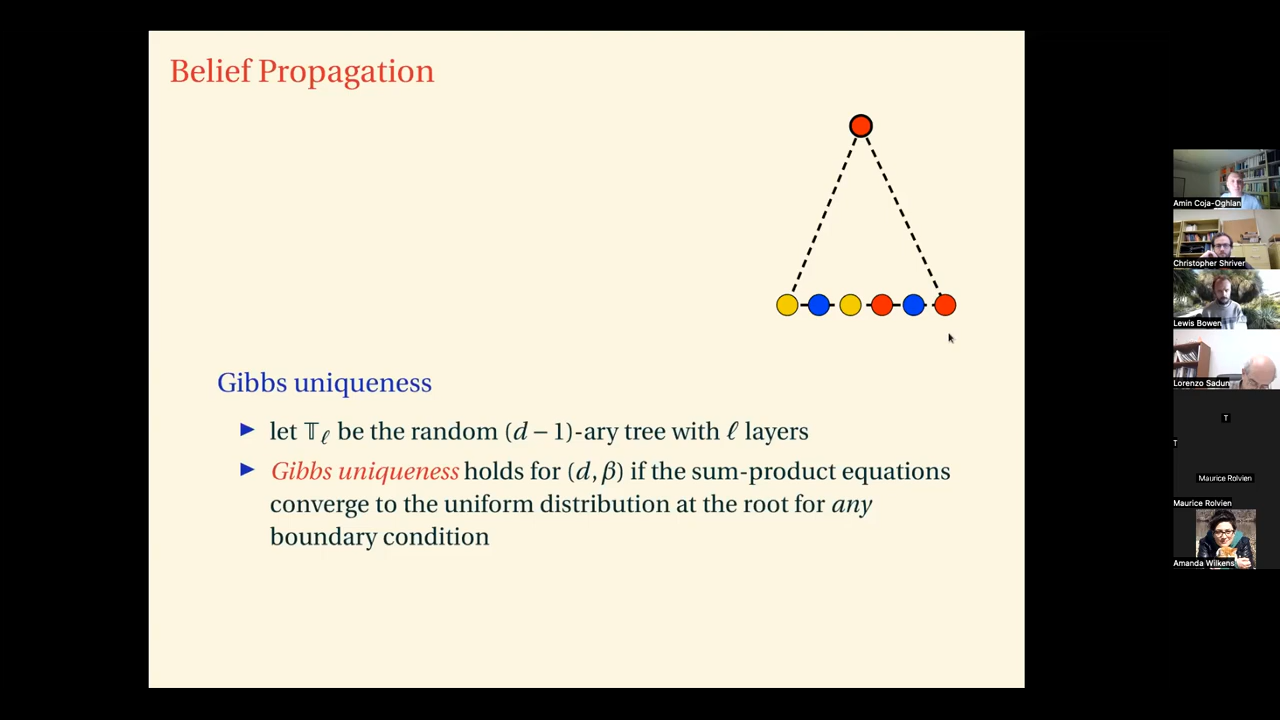 Belief Propagation
Gibbs uniqueness
▶ let 𝕋ℓ be the random (d − 1)-ary tree with ℓ layers
▶ Gibbs uniqueness holds for (d, β) if the sum-product equations
converge to the uniform distribution at the root for any
boundary condition
Amin Coja-Oghlan
Christopher Shriver
Lewis Bowen
Lorenzo Sadun
T
T
Maurice Rolvien
Maurice Rolvien
Amanda Wilkens